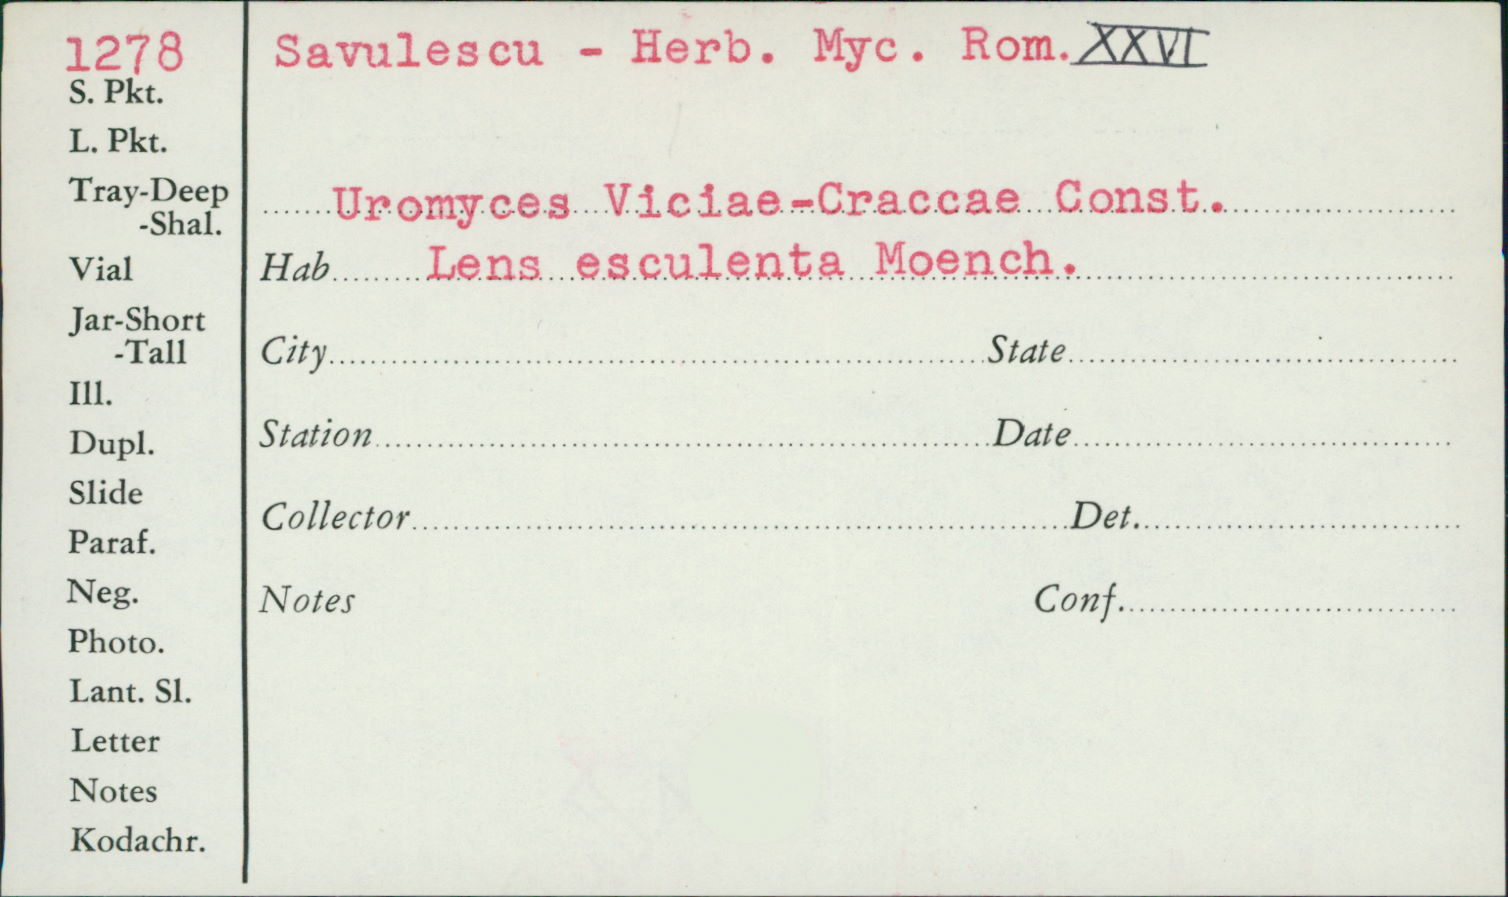 1278
Savulescu - Herb. Myc. Rom. XXVI
S. Pkt.
L. Pkt.
Tray-Deep
-Shal.
Uromyces Viciae-Craccae Const.
Vial
Hab. Lens esculenta Moench.
Jar-Short
-Tall
City State
Ill.
Dupl.
Station Date
Slide
Collector Det.
Paraf.
Neg.
Notes Conf.
Photo.
Lant. Sl.
Letter
Notes
Kodachr.